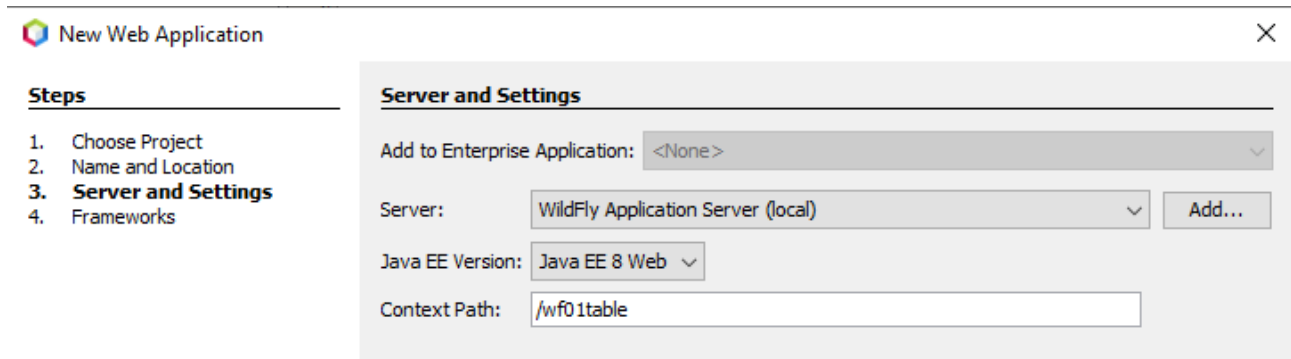 New Web Application
Steps
1. Choose Project
2. Name and Location
3. Server and Settings
4. Frameworks
Server and Settings
Add to Enterprise Application: <None>
Server: WildFly Application Server (local) Add...
Java EE Version: Java EE 8 Web
Context Path: /wf01table